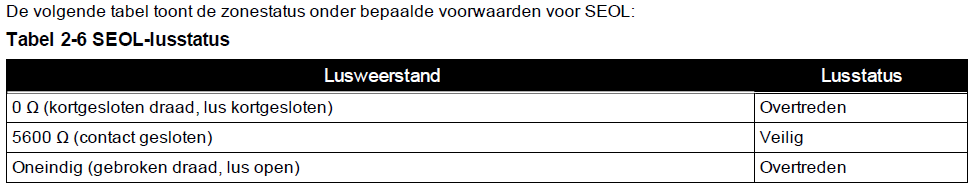 De volgende tabel toont de zonestatus onder bepaalde voorwaarden voor SEOL:
Tabel 2-6 SEOL-lusstatus
Lusweerstand Lusstatus
0 Ω (kortgesloten draad, lus kortgesloten) Overtreden
5600 Ω (contact gesloten) Veilig
Oneindig (gebroken draad, lus open) Overtreden